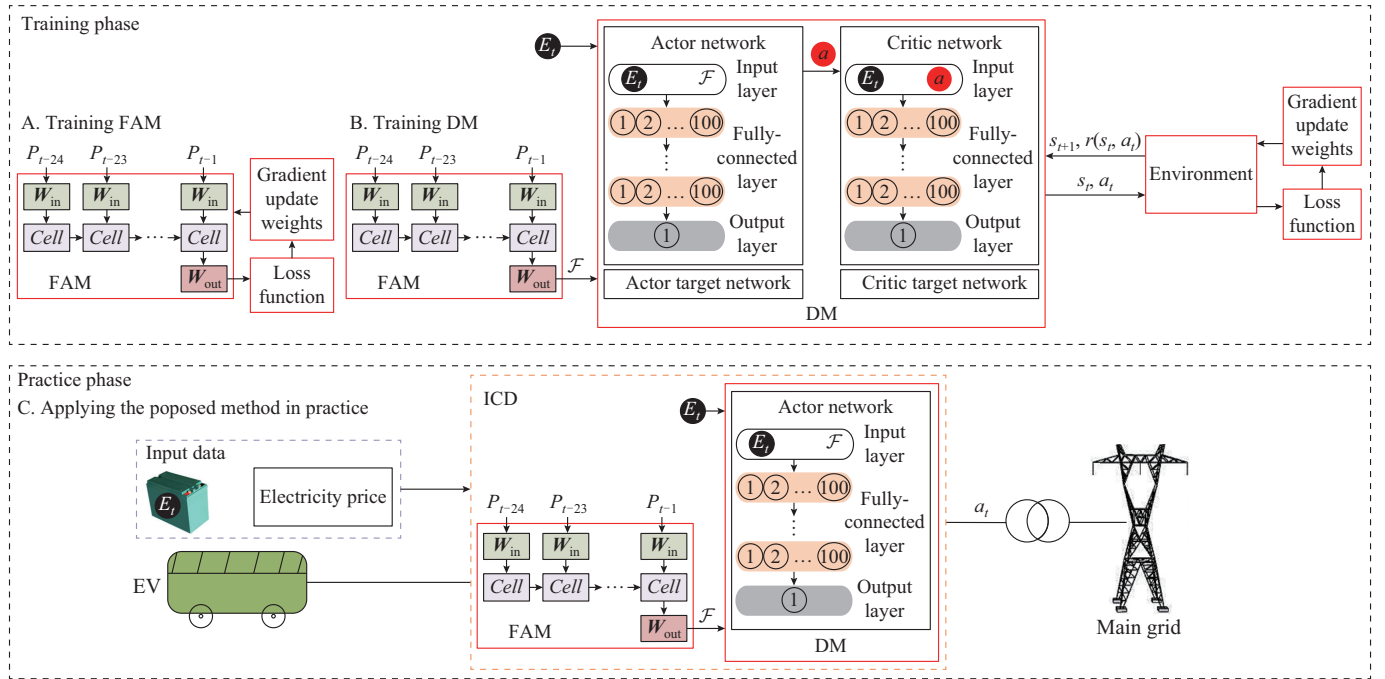 Training phase
A. Training FAM
P_{t−24} P_{t−23} P_{t−1}
W_in W_in W_in
Cell Cell … Cell
W_out
FAM
Gradient
update
weights
Loss
function
B. Training DM
P_{t−24} P_{t−23} P_{t−1}
W_in W_in W_in
Cell Cell … Cell
W_out
FAM
ℱ
E_t
Actor network
E_t ℱ
Input
layer
1 2 … 100
⋮
1 2 … 100
Fully-
connected
layer
1
Output
layer
Actor target network
a
Critic network
E_t a
Input
layer
1 2 … 100
⋮
1 2 … 100
Fully-
connected
layer
1
Output
layer
Critic target network
DM
s_{t+1}, r(s_t, a_t)
s_t, a_t
Environment
Gradient
update
weights
Loss
function
Practice phase
C. Applying the poposed method in practice
Input data
E_t
Electricity price
EV
ICD
P_{t−24} P_{t−23} P_{t−1}
W_in W_in W_in
Cell Cell … Cell
W_out
FAM
ℱ
E_t
Actor network
E_t ℱ
Input
layer
1 2 … 100
⋮
1 2 … 100
Fully-
connected
layer
1
Output
layer
DM
a_t
Main grid